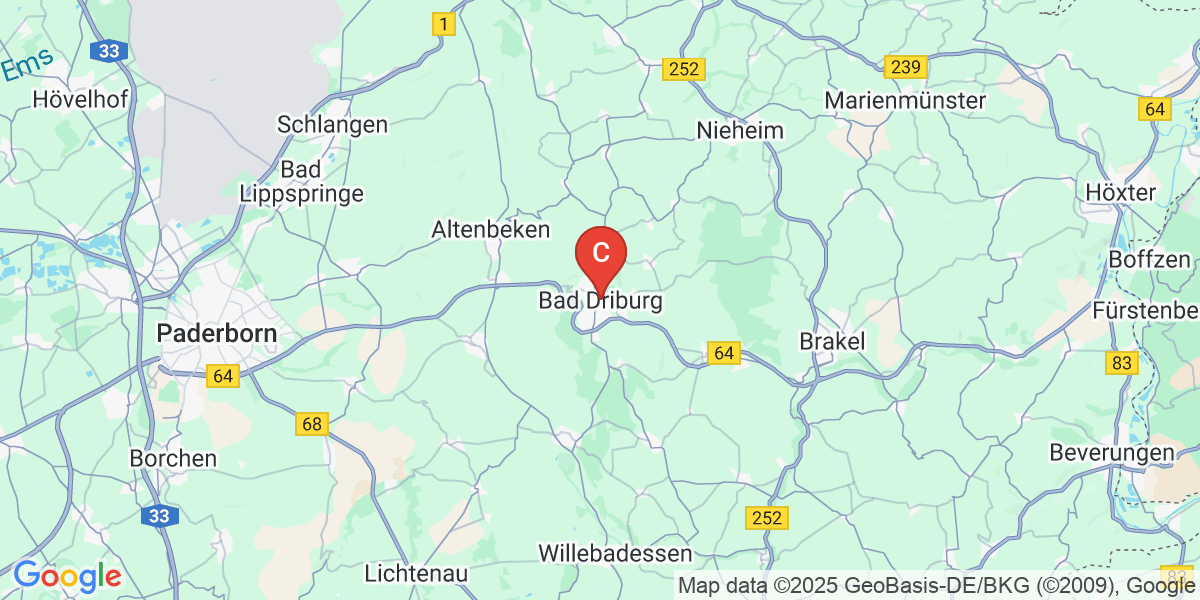 1
33
Ems
252
239
Hövelhof
Marienmünster
64
Schlangen
Nieheim
Bad
Lippspringe
Höxter
Altenbeken
C
Boffzen
Bad Driburg
Fürstenbe
Paderborn
Brakel
64
83
64
68
Borchen
Beverungen
33
252
Willebadessen
Lichtenau
83
Google
Map data ©2025 GeoBasis-DE/BKG (©2009), Google